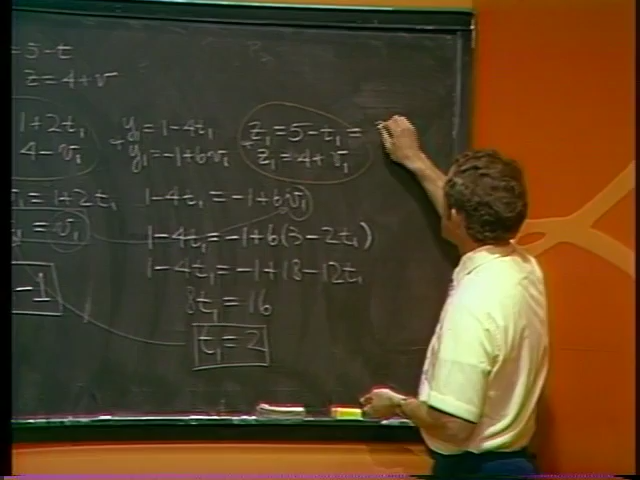 =5-t
z=4+v
1+2t₁
4-v₁
y₁=1-4t₁
y₁=-1+6v₁
z₁=5-t₁=
z₁=4+v₁
=1+2t₁
=v₁
-1
1-4t₁=-1+6v₁
1-4t₁=-1+6(3-2t₁)
1-4t₁=-1+18-12t₁
8t₁=16
t₁=2